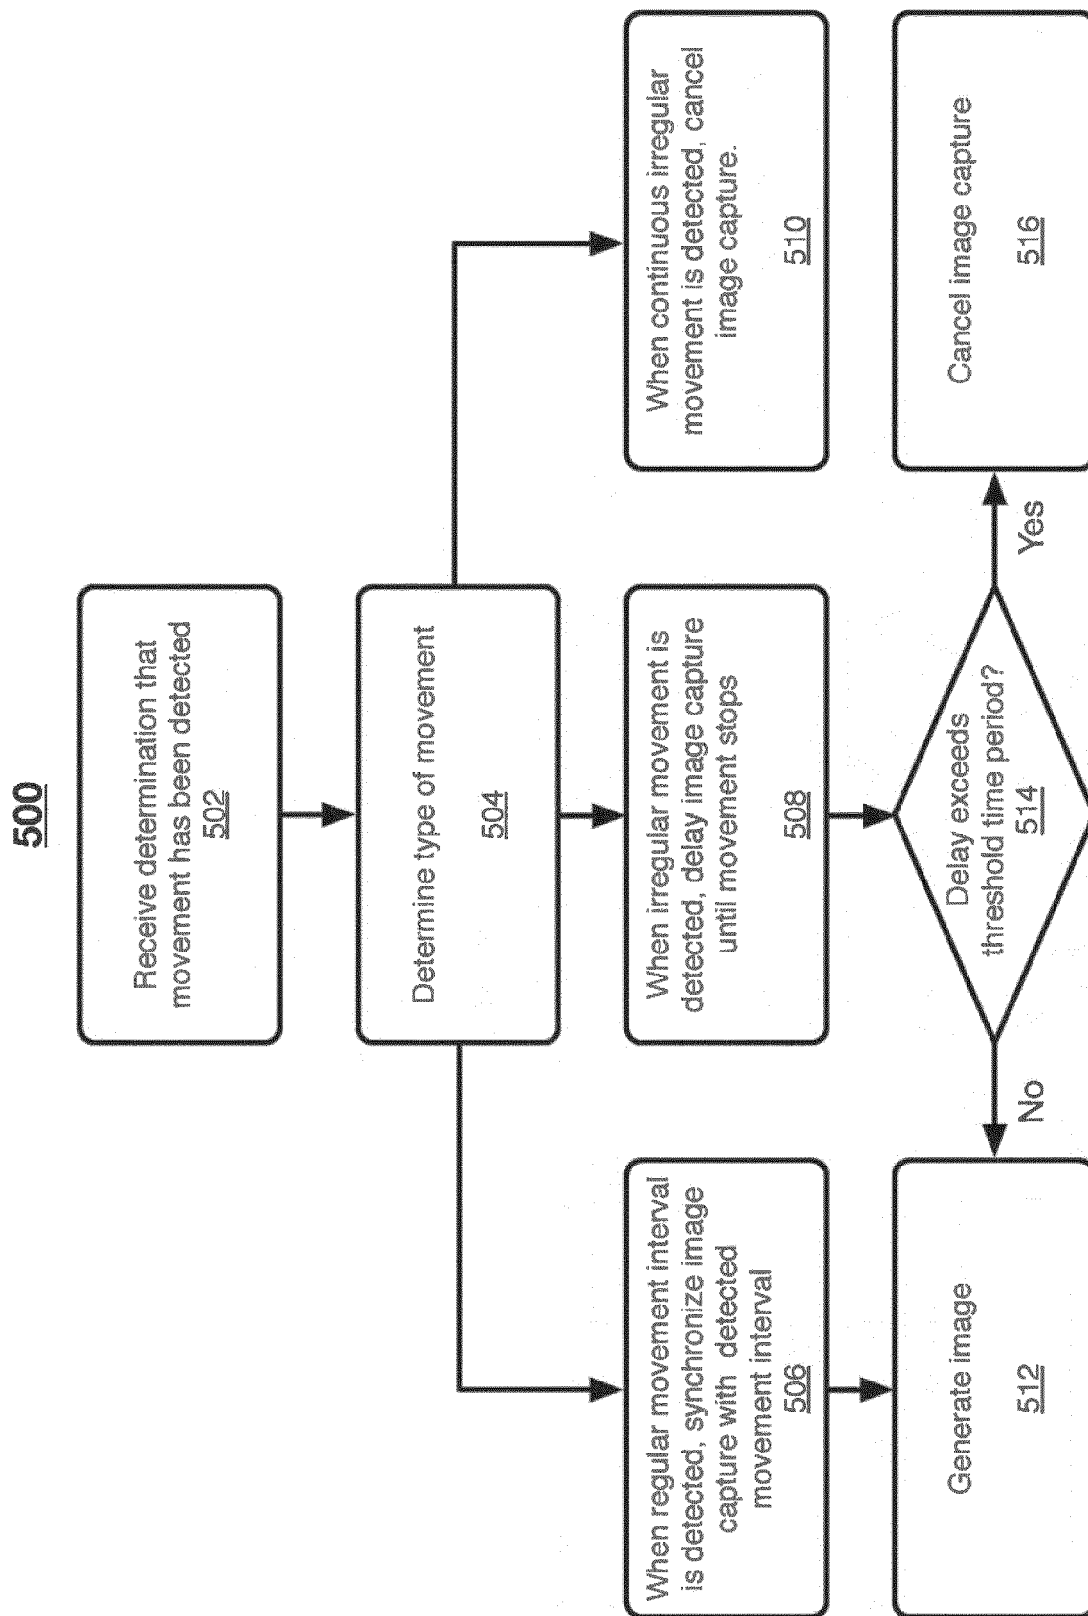 500
Receive determination that
movement has been detected
502
Determine type of movement
504
When regular movement interval
is detected, synchronize image
capture with detected
movement interval
506
When irregular movement is
detected, delay image capture
until movement stops
508
When continuous irregular
movement is detected, cancel
image capture.
510
Generate image
512
No
Delay exceeds
threshold time period?
514
Yes
Cancel image capture
516